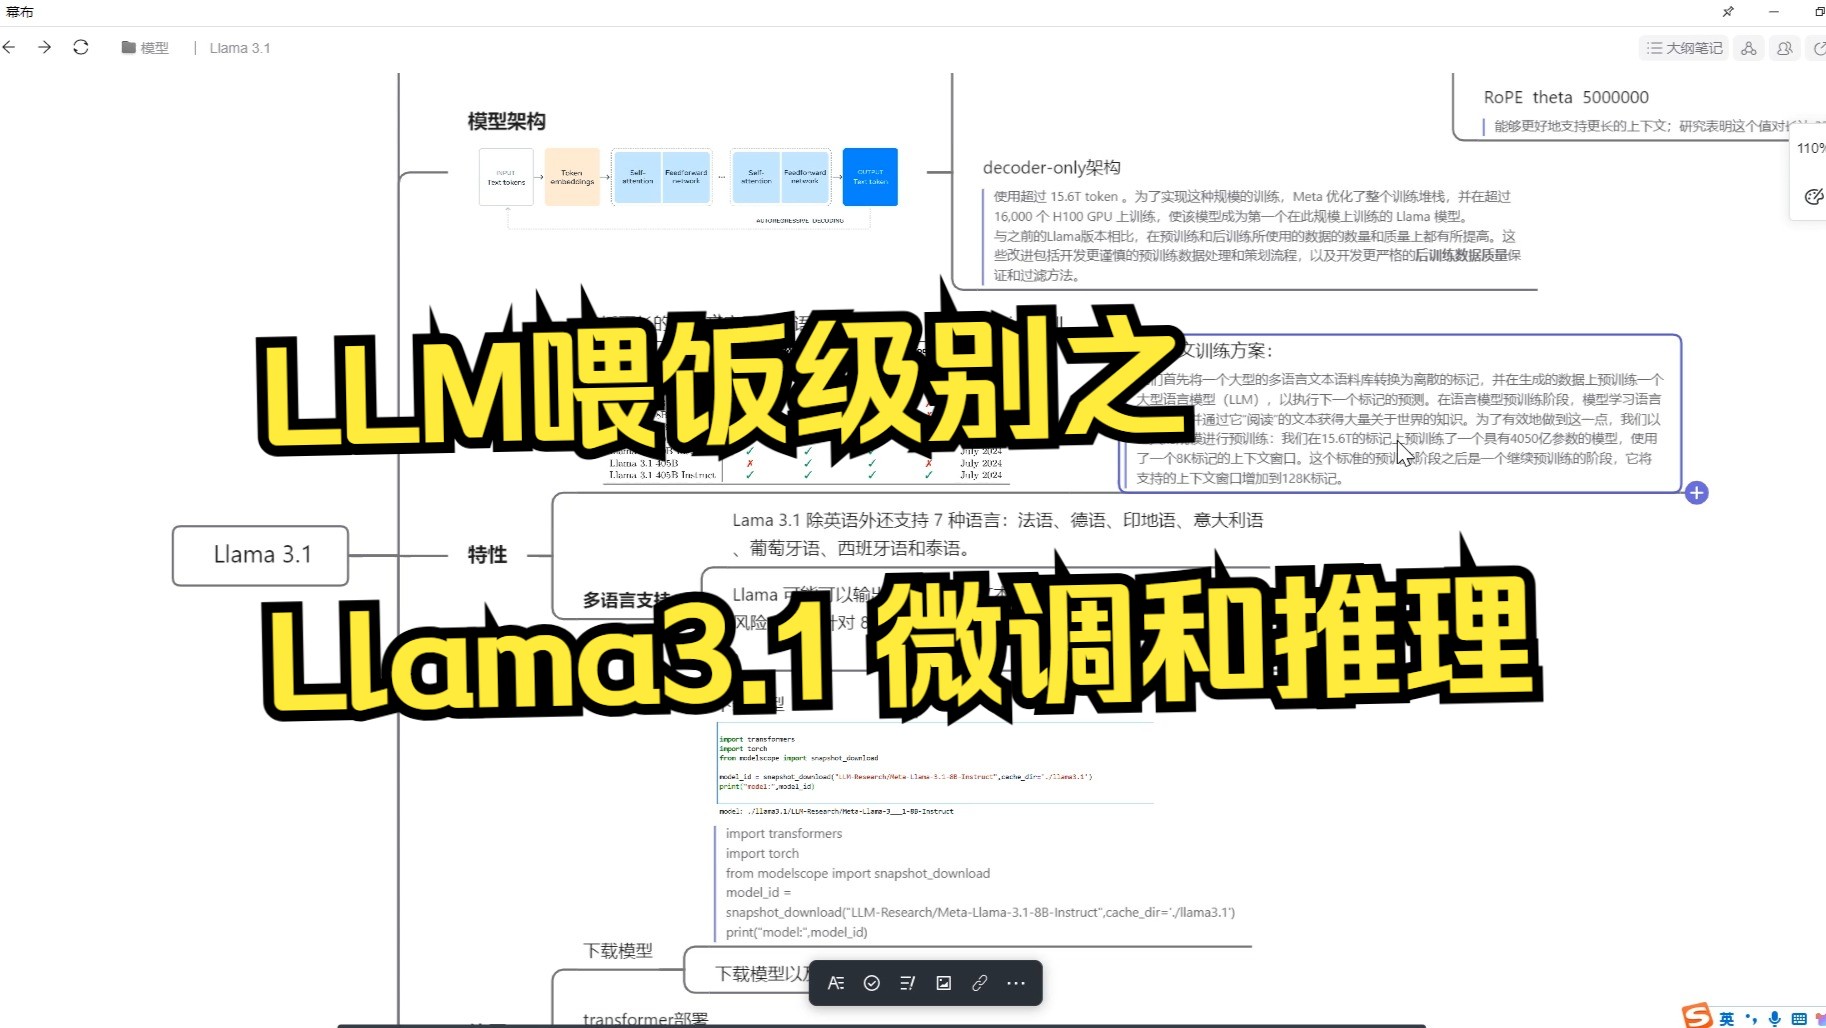 幕布
模型 | Llama 3.1
大纲笔记
110%
RoPE theta 5000000
能够更好地支持更长的上下文；研究表明这个值对长
模型架构
INPUT
Text tokens
Token embeddings
Self-attention
Feedforward network
...
Self-attention
Feedforward network
OUTPUT
Text token
AUTOREGRESSIVE DECODING
decoder-only架构
使用超过 15.6T token 。为了实现这种规模的训练，Meta 优化了整个训练堆栈，并在超过
16,000 个 H100 GPU 上训练，使该模型成为第一个在此规模上训练的 Llama 模型。
与之前的Llama版本相比，在预训练和后训练所使用的数据的数量和质量上都有所提高。这
些改进包括开发更谨慎的预训练数据处理和策划流程，以及开发更严格的后训练数据质量保
证和过滤方法。
LLM喂饭级别之
文训练方案：
们首先将一个大型的多语言文本语料库转换为离散的标记，并在生成的数据上预训练一个
大型语言模型（LLM），以执行下一个标记的预测。在语言模型预训练阶段，模型学习语言
并通过它“阅读”的文本获得大量关于世界的知识。为了有效地做到这一点，我们以
模进行预训练：我们在15.6T的标记上预训练了一个具有4050亿参数的模型，使用
了一个8K标记的上下文窗口。这个标准的预训阶段之后是一个继续预训练的阶段，它将
支持的上下文窗口增加到128K标记。
✓ ✓ ✓ July 2024
Llama 3.1 405B ✗ ✓ ✓ ✗ July 2024
Llama 3.1 405B Instruct ✓ ✓ ✓ ✓ July 2024
Llama 3.1
特性
多语言支持
Lama 3.1 除英语外还支持 7 种语言：法语、德语、印地语、意大利语
、葡萄牙语、西班牙语和泰语。
Llama 可能可以输出
风险 针对 8
Llama3.1 微调和推理
型
import transformers
import torch
from modelscope import snapshot_download
model_id = snapshot_download("LLM-Research/Meta-Llama-3.1-8B-Instruct",cache_dir='./llama3.1')
print("model:",model_id)
model: ./llama3.1/LLM-Research/Meta-Llama-3___1-8B-Instruct
import transformers
import torch
from modelscope import snapshot_download
model_id =
snapshot_download("LLM-Research/Meta-Llama-3.1-8B-Instruct",cache_dir='./llama3.1')
print("model:",model_id)
下载模型
下载模型以及
transformer部署
英